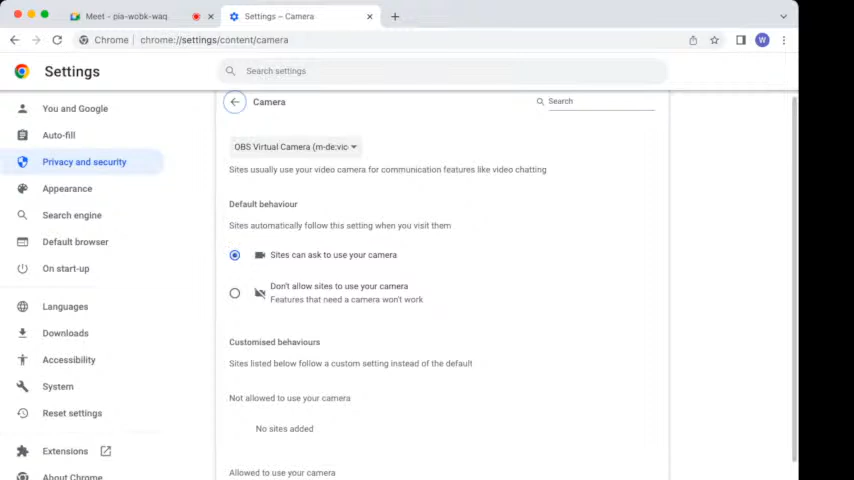 Meet - pia-wobk-waq
Settings – Camera
Chrome
chrome://settings/content/camera
W
Settings
Search settings
You and Google
Auto-fill
Privacy and security
Appearance
Search engine
Default browser
On start-up
Languages
Downloads
Accessibility
System
Reset settings
Extensions
About Chrome
Camera
Search
OBS Virtual Camera (m-de:vic
Sites usually use your video camera for communication features like video chatting
Default behaviour
Sites automatically follow this setting when you visit them
Sites can ask to use your camera
Don't allow sites to use your camera
Features that need a camera won't work
Customised behaviours
Sites listed below follow a custom setting instead of the default
Not allowed to use your camera
No sites added
Allowed to use your camera